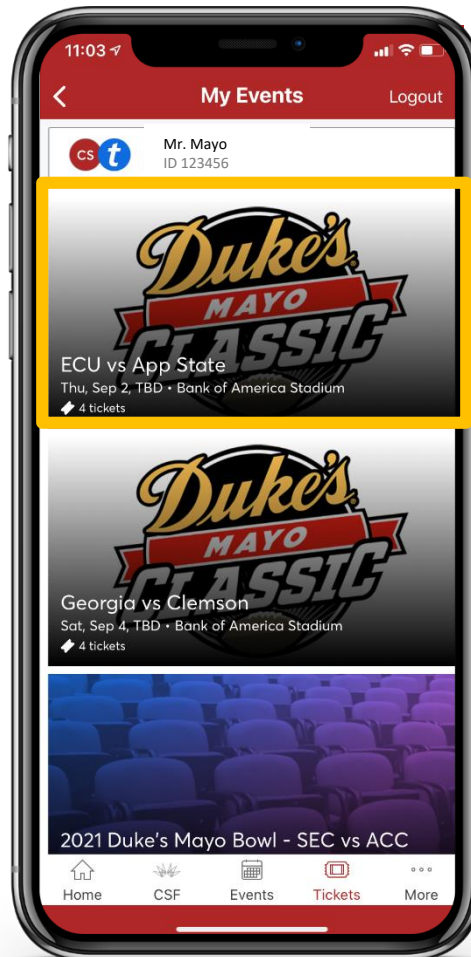 11:03
My Events
Logout
CS t
Mr. Mayo
ID 123456
Duke's
MAYO
CLASSIC
ECU vs App State
Thu, Sep 2, TBD • Bank of America Stadium
4 tickets
Duke's
MAYO
CLASSIC
Georgia vs Clemson
Sat, Sep 4, TBD • Bank of America Stadium
4 tickets
2021 Duke's Mayo Bowl - SEC vs ACC
Home CSF Events Tickets More